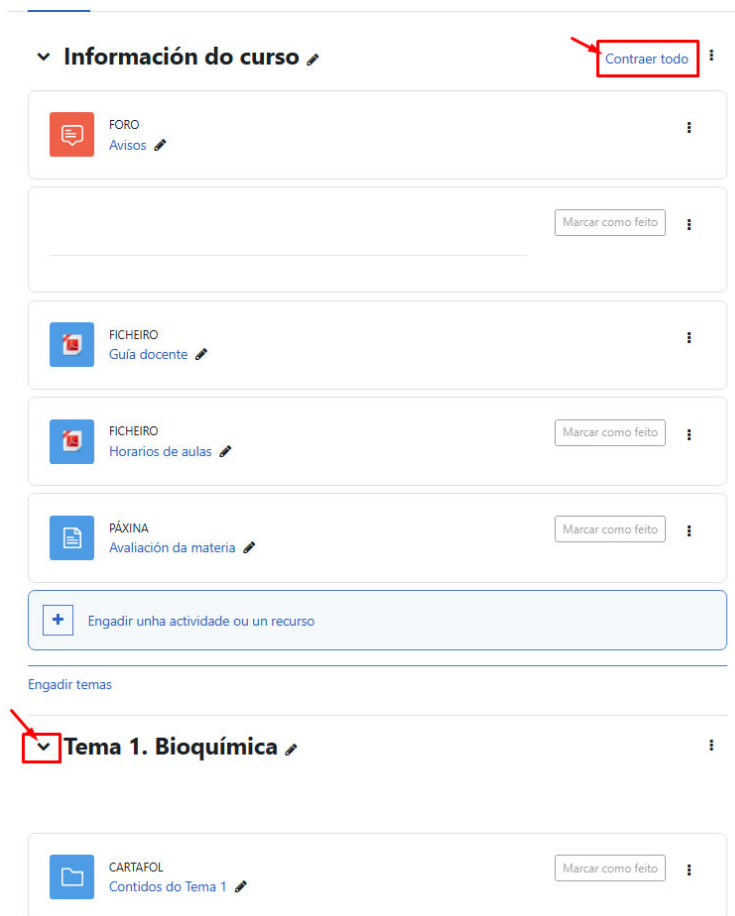 Información do curso
Contraer todo
FORO
Avisos
Marcar como feito
FICHEIRO
Guía docente
FICHEIRO
Horarios de aulas
Marcar como feito
PÁXINA
Avaliación da materia
Marcar como feito
Engadir unha actividade ou un recurso
Engadir temas
Tema 1. Bioquímica
CARTAFOL
Contidos do Tema 1
Marcar como feito